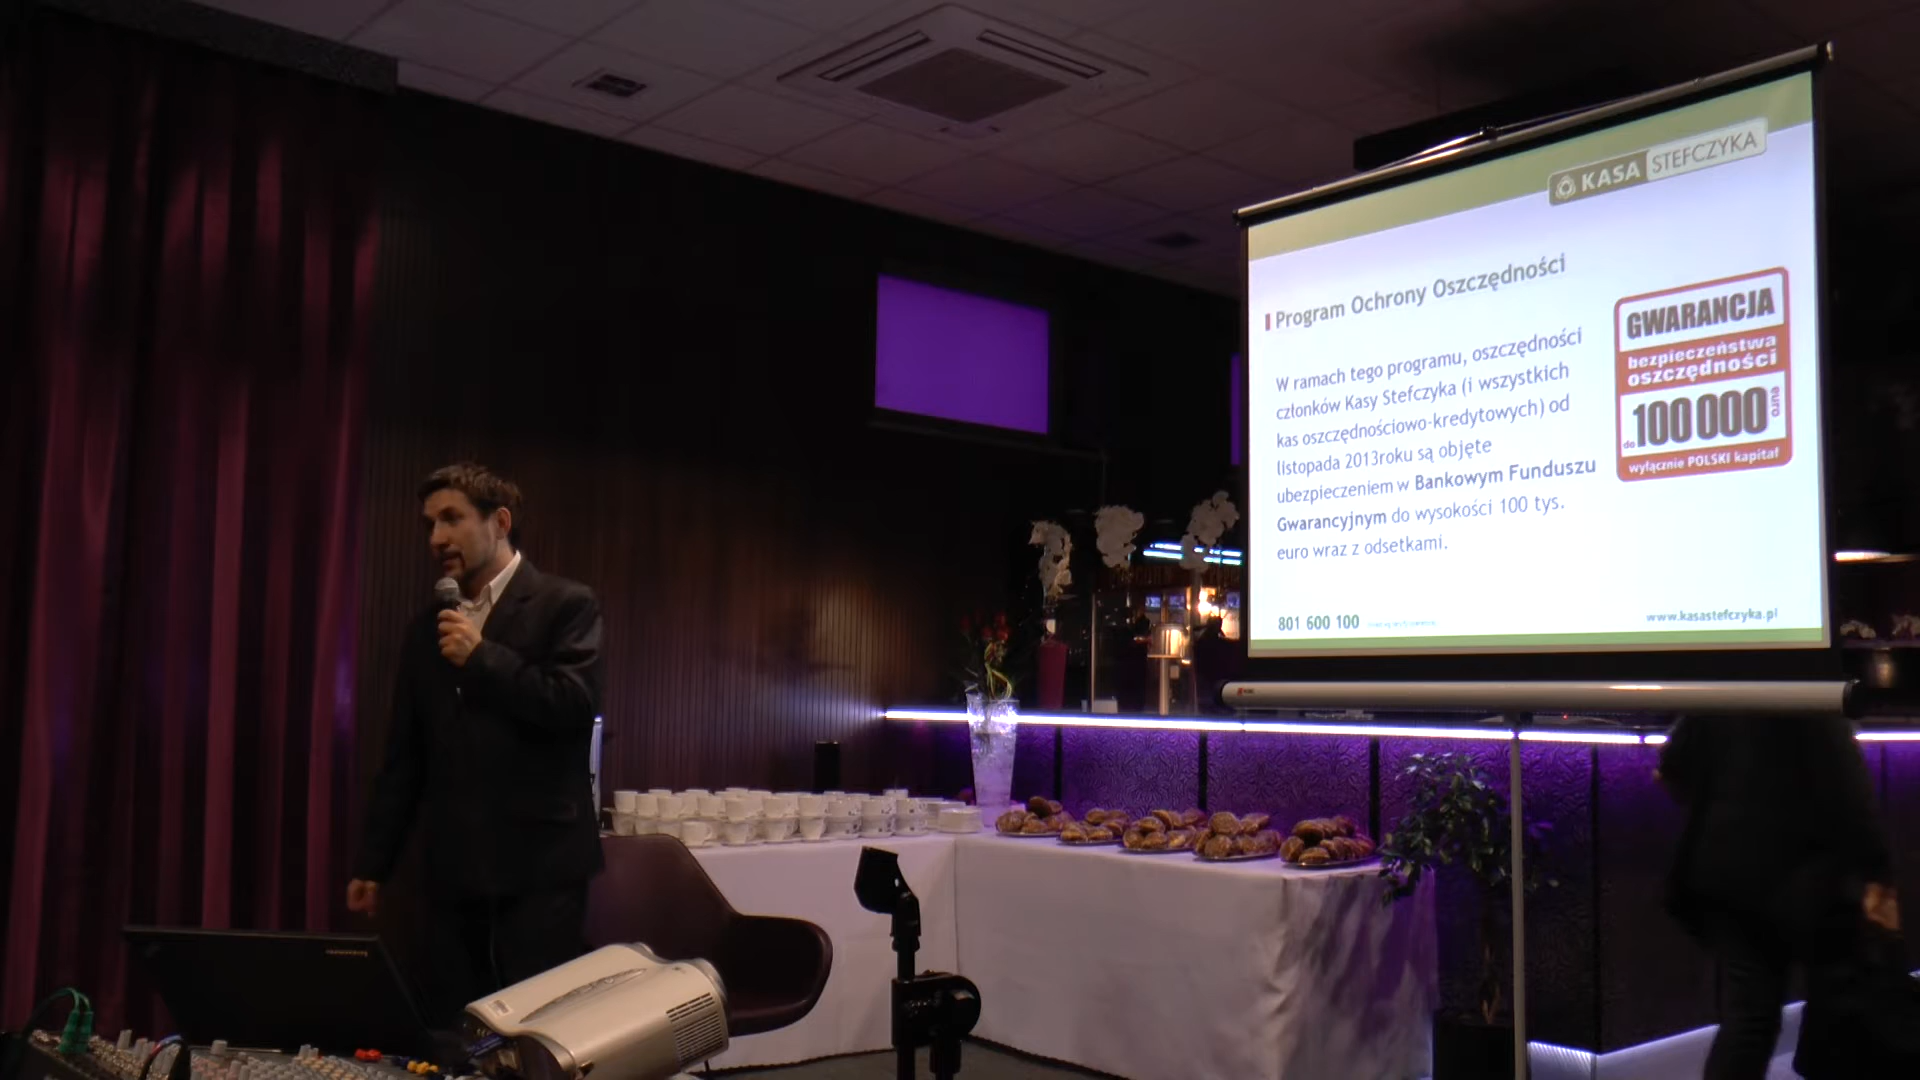 KASA STEFCZYKA
Program Ochrony Oszczędności
W ramach tego programu, oszczędności
członków Kasy Stefczyka (i wszystkich
kas oszczędnościowo-kredytowych) od
listopada 2013roku są objęte
ubezpieczeniem w Bankowym Funduszu
Gwarancyjnym do wysokości 100 tys.
euro wraz z odsetkami.
GWARANCJA
bezpieczeństwa
oszczędności
do 100 000 euro
wyłącznie POLSKI kapitał
801 600 100
www.kasastefczyka.pl